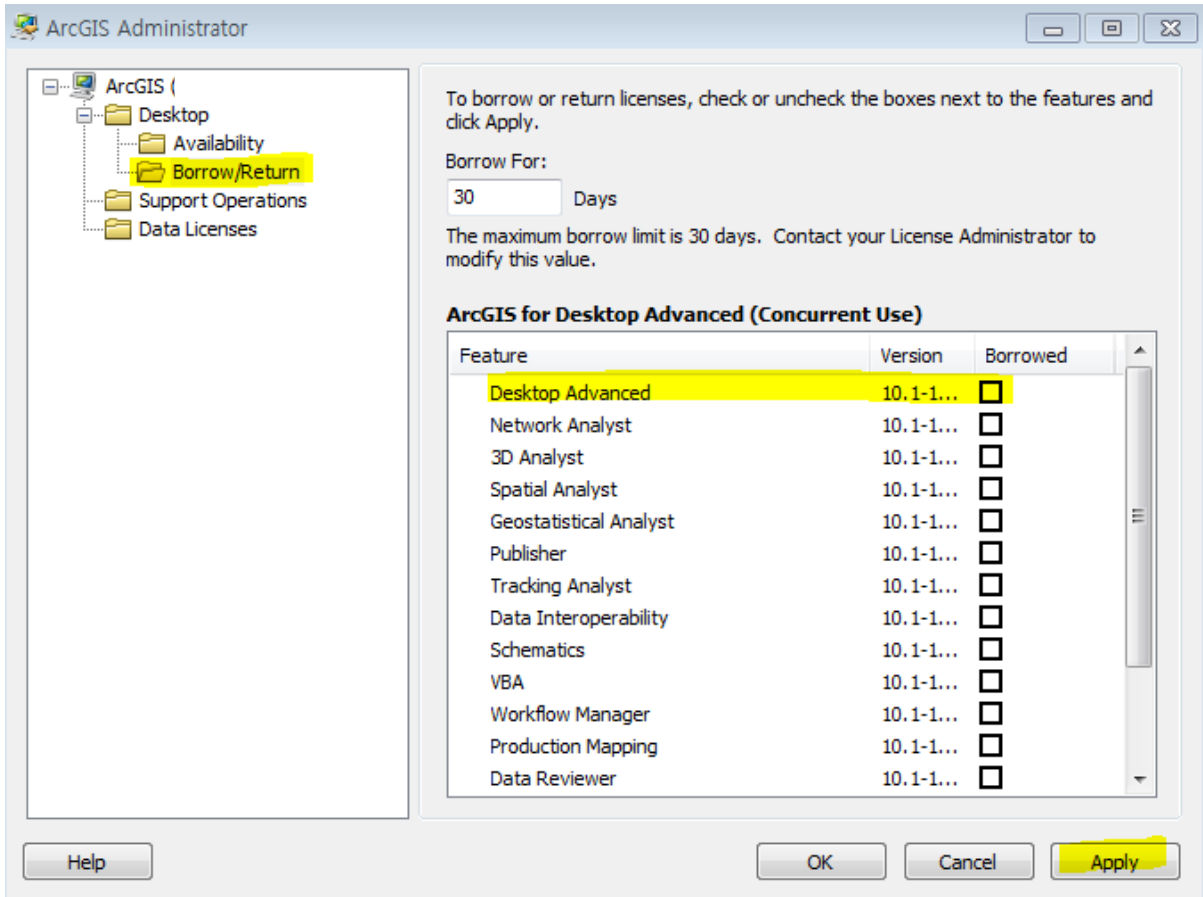 ArcGIS Administrator
ArcGIS (
Desktop
Availability
Borrow/Return
Support Operations
Data Licenses
To borrow or return licenses, check or uncheck the boxes next to the features and
click Apply.
Borrow For:
30 Days
The maximum borrow limit is 30 days. Contact your License Administrator to
modify this value.
ArcGIS for Desktop Advanced (Concurrent Use)
Feature Version Borrowed
Desktop Advanced 10.1-1...
Network Analyst 10.1-1...
3D Analyst 10.1-1...
Spatial Analyst 10.1-1...
Geostatistical Analyst 10.1-1...
Publisher 10.1-1...
Tracking Analyst 10.1-1...
Data Interoperability 10.1-1...
Schematics 10.1-1...
VBA 10.1-1...
Workflow Manager 10.1-1...
Production Mapping 10.1-1...
Data Reviewer 10.1-1...
Help OK Cancel Apply